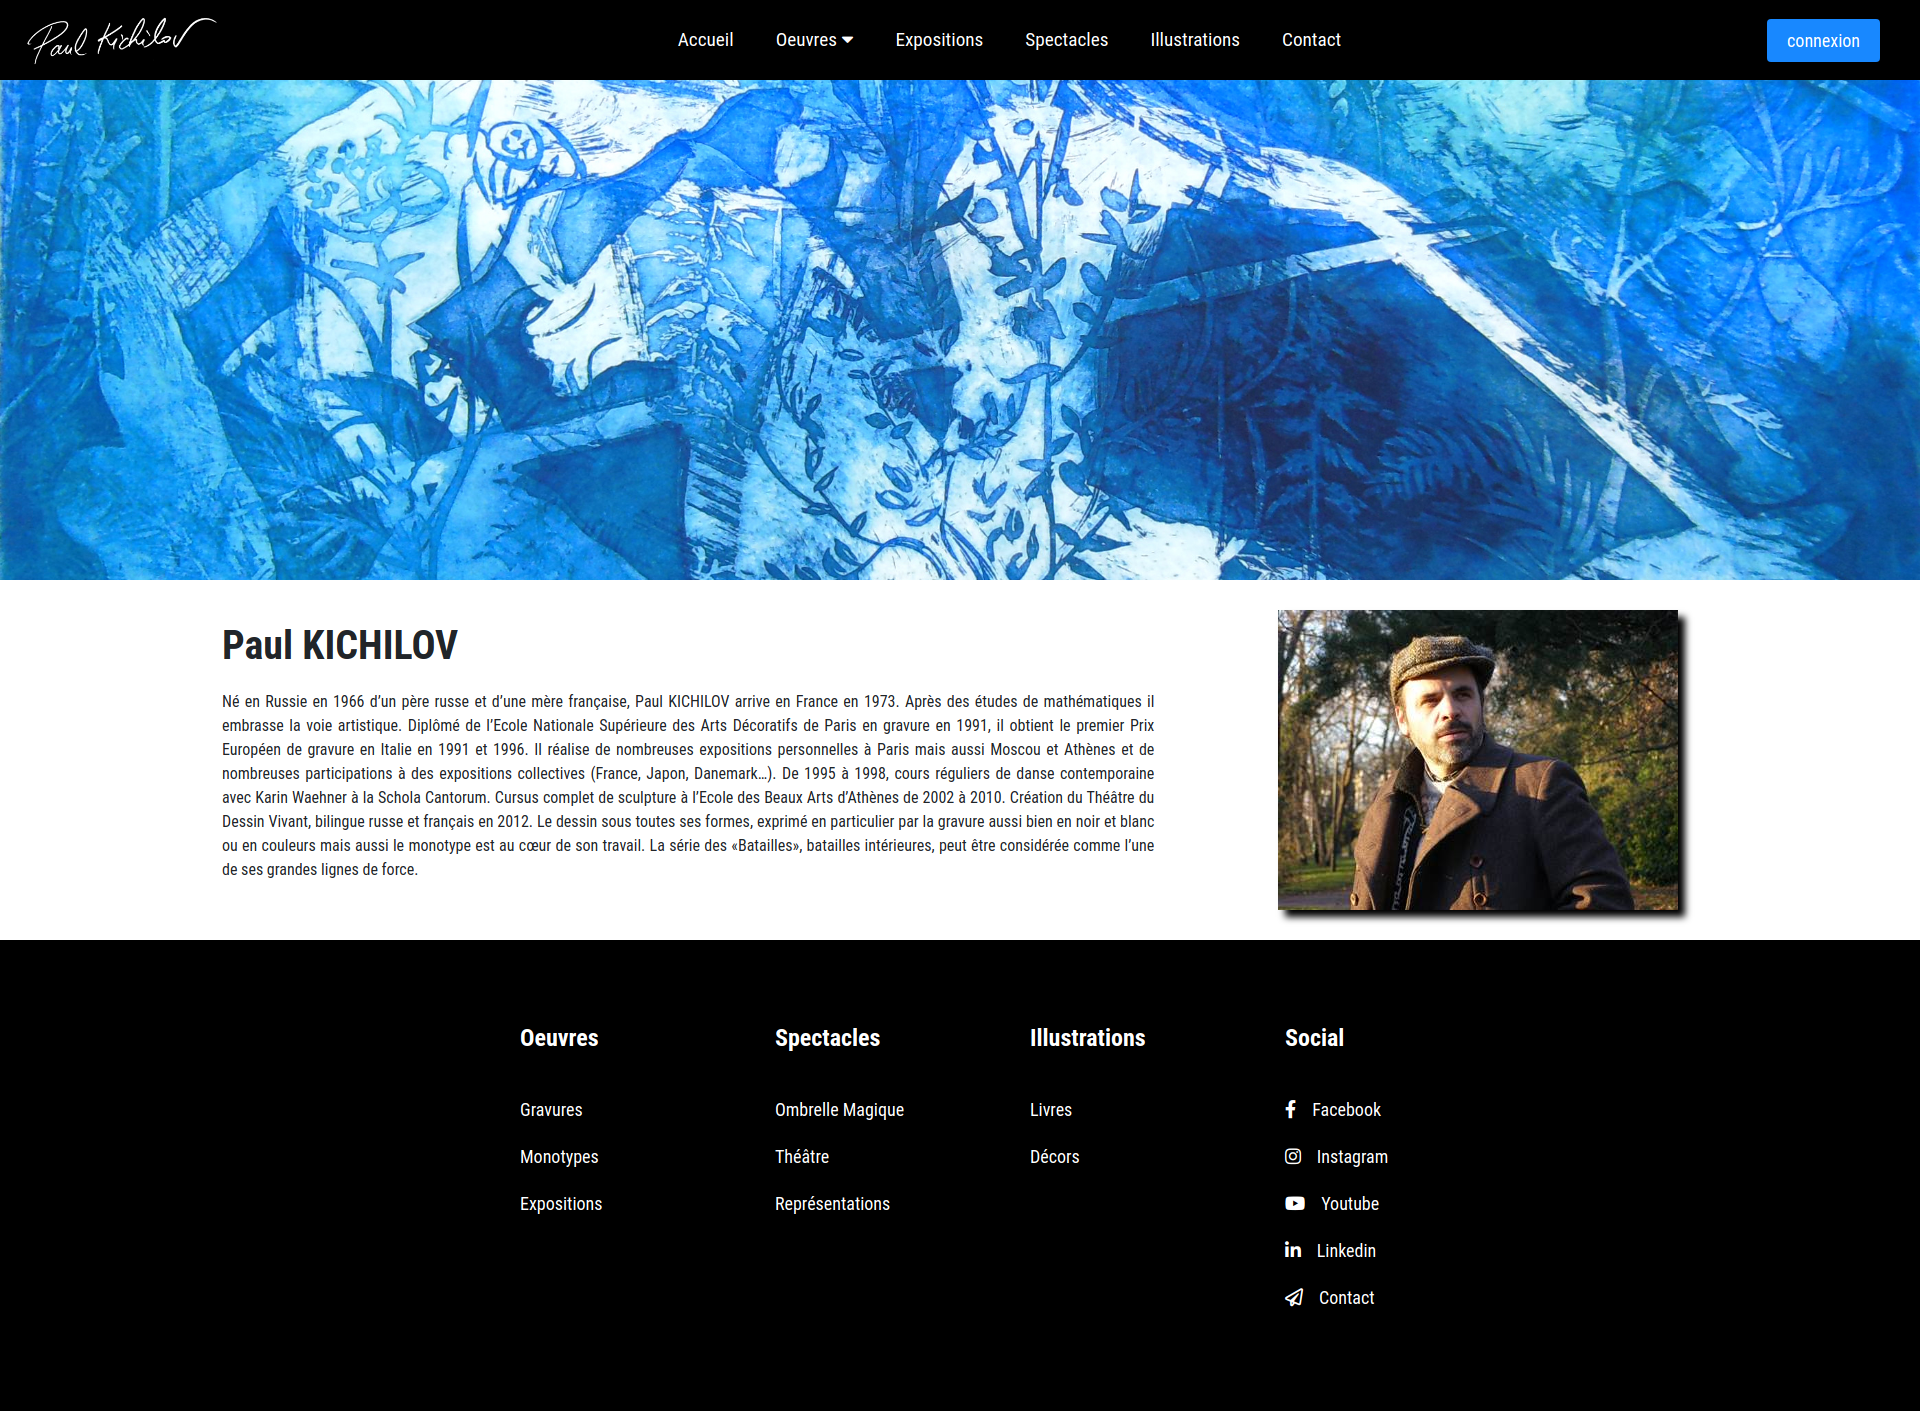 Paul Kichilov
Accueil
Oeuvres
Expositions
Spectacles
Illustrations
Contact
connexion
Paul KICHILOV
Né en Russie en 1966 d’un père russe et d’une mère française, Paul KICHILOV arrive en France en 1973. Après des études de mathématiques il
embrasse la voie artistique. Diplômé de l’Ecole Nationale Supérieure des Arts Décoratifs de Paris en gravure en 1991, il obtient le premier Prix
Européen de gravure en Italie en 1991 et 1996. Il réalise de nombreuses expositions personnelles à Paris mais aussi Moscou et Athènes et de
nombreuses participations à des expositions collectives (France, Japon, Danemark…). De 1995 à 1998, cours réguliers de danse contemporaine
avec Karin Waehner à la Schola Cantorum. Cursus complet de sculpture à l’Ecole des Beaux Arts d’Athènes de 2002 à 2010. Création du Théâtre du
Dessin Vivant, bilingue russe et français en 2012. Le dessin sous toutes ses formes, exprimé en particulier par la gravure aussi bien en noir et blanc
ou en couleurs mais aussi le monotype est au cœur de son travail. La série des «Batailles», batailles intérieures, peut être considérée comme l’une
de ses grandes lignes de force.
Oeuvres
Gravures
Monotypes
Expositions
Spectacles
Ombrelle Magique
Théâtre
Représentations
Illustrations
Livres
Décors
Social
Facebook
Instagram
Youtube
Linkedin
Contact